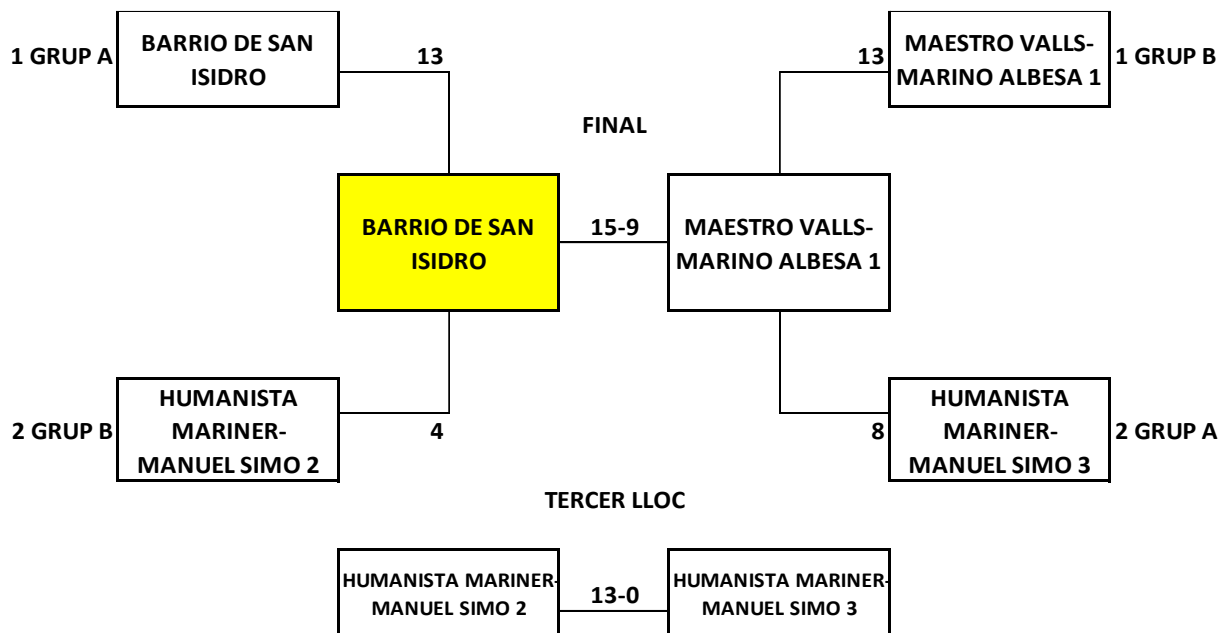 1 GRUP A
BARRIO DE SAN
ISIDRO
13
13
MAESTRO VALLS-
MARINO ALBESA 1
1 GRUP B
FINAL
BARRIO DE SAN
ISIDRO
15-9
MAESTRO VALLS-
MARINO ALBESA 1
2 GRUP B
HUMANISTA
MARINER-
MANUEL SIMO 2
4
8
HUMANISTA
MARINER-
MANUEL SIMO 3
2 GRUP A
TERCER LLOC
HUMANISTA MARINER-
MANUEL SIMO 2
13-0
HUMANISTA MARINER-
MANUEL SIMO 3